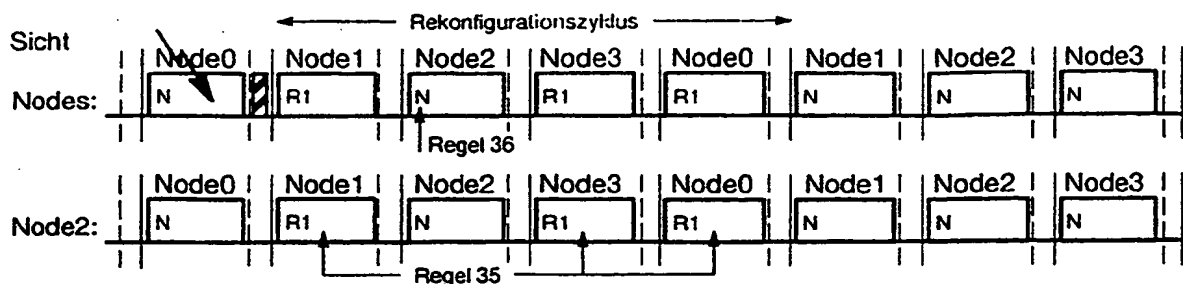 Rekonfigurationszyklus
Sicht
Node0 Node1 Node2 Node3 Node0 Node1 Node2 Node3
Nodes: N R1 N R1 R1 N N N
Regel 36
Node0 Node1 Node2 Node3 Node0 Node1 Node2 Node3
Node2: N R1 N R1 R1 N N N
Regel 35